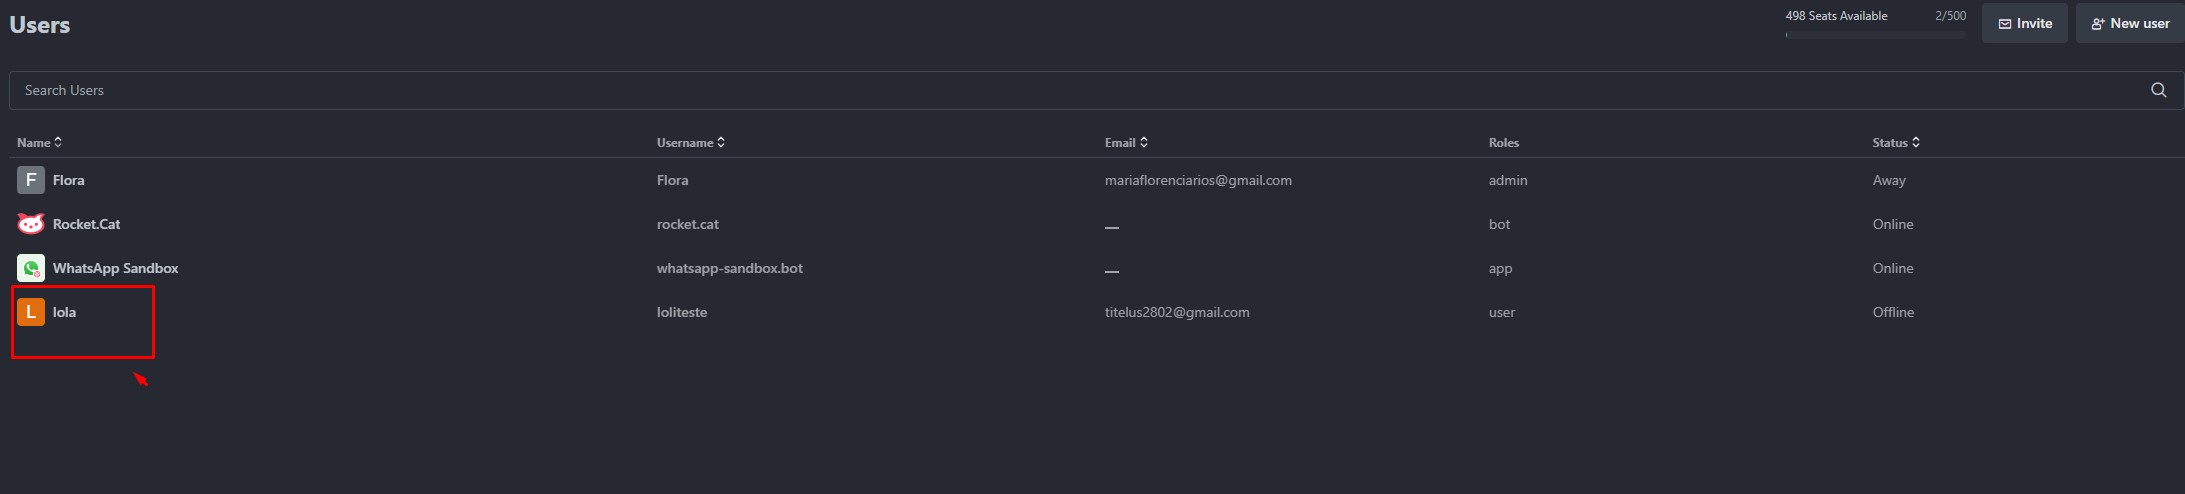 Users
498 Seats Available 2/500
Invite
New user
Search Users
Name Username Email Roles Status
F Flora Flora mariaflorenciarios@gmail.com admin Away
Rocket.Cat rocket.cat — bot Online
WhatsApp Sandbox whatsapp-sandbox.bot — app Online
L lola loliteste titelus2802@gmail.com user Offline